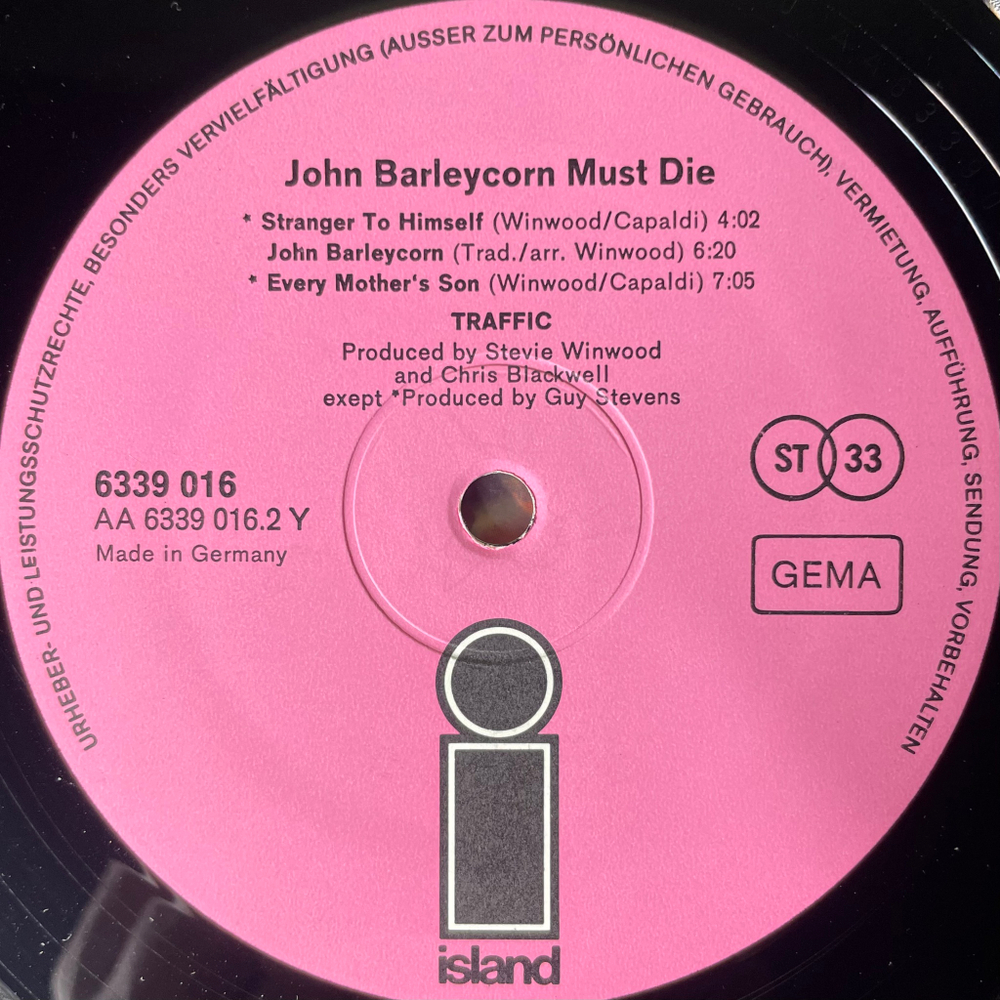 URHEBER- UND LEISTUNGSSCHUTZRECHTE, BESONDERS VERVIELFÄLTIGUNG (AUSSER ZUM PERSÖNLICHEN GEBRAUCH), VERMIETUNG, AUFFÜHRUNG, SENDUNG, VORBEHALTEN
John Barleycorn Must Die
* Stranger To Himself (Winwood/Capaldi) 4:02
John Barleycorn (Trad./arr. Winwood) 6:20
* Every Mother's Son (Winwood/Capaldi) 7:05
TRAFFIC
Produced by Stevie Winwood
and Chris Blackwell
exept *Produced by Guy Stevens
ST 33
6339 016
AA 6339 016.2 Y
Made in Germany
GEMA
island